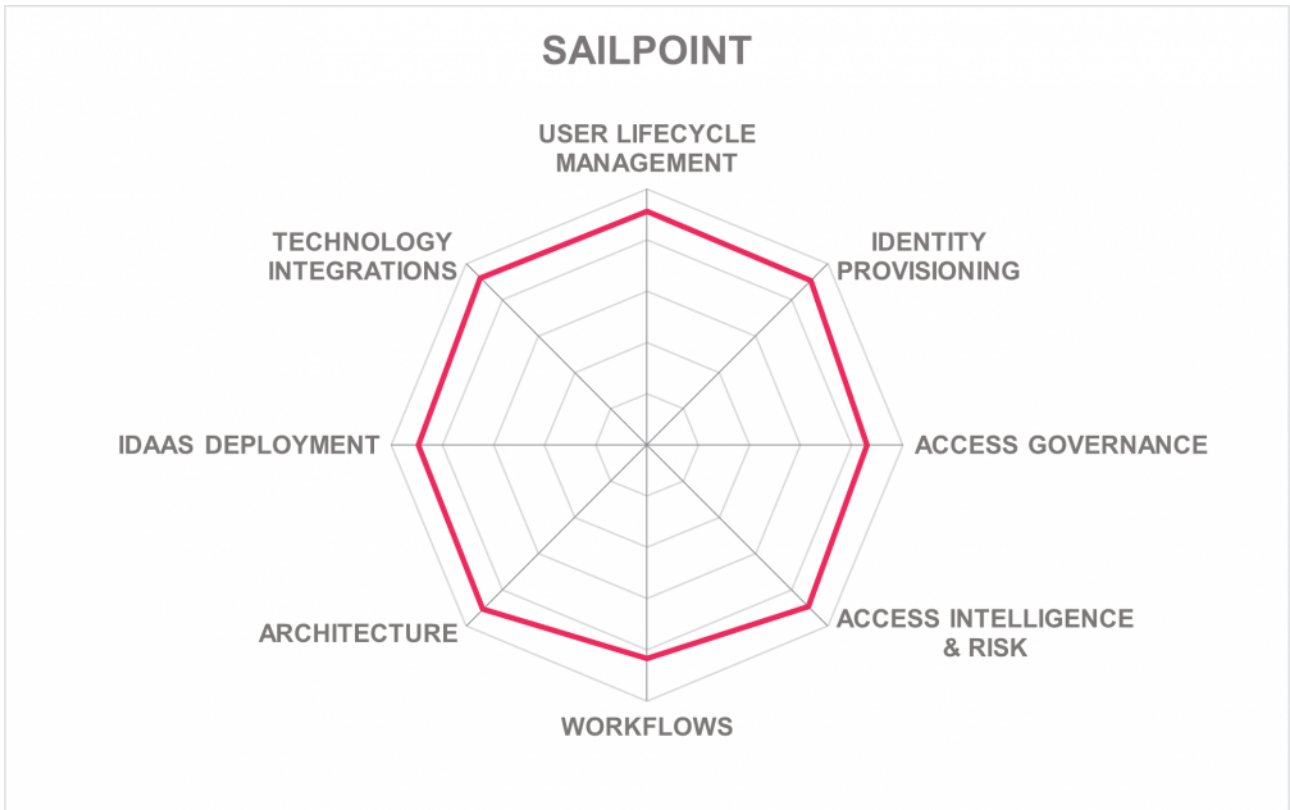 SAILPOINT
USER LIFECYCLE
MANAGEMENT
TECHNOLOGY
INTEGRATIONS
IDENTITY
PROVISIONING
IDAAS DEPLOYMENT
ACCESS GOVERNANCE
ARCHITECTURE
ACCESS INTELLIGENCE
& RISK
WORKFLOWS